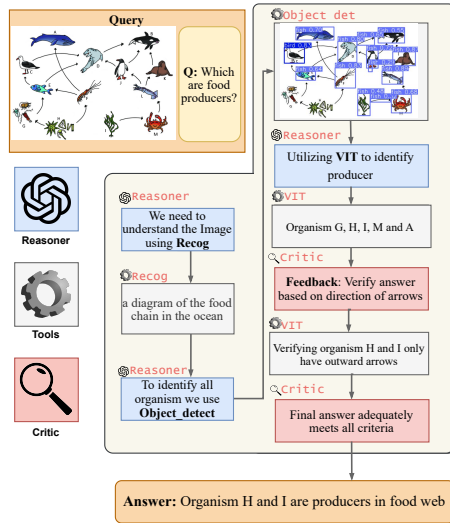 Query
Q: Which
are food
producers?
Reasoner
Tools
Critic
Reasoner
We need to
understand the Image
using Recog
Recog
a diagram of the food
chain in the ocean
Reasoner
To identify all
organism we use
Object_detect
Object det
Reasoner
Utilizing VIT to identify
producer
VIT
Organism G, H, I, M and A
Critic
Feedback: Verify answer
based on direction of arrows
VIT
Verifying organism H and I only
have outward arrows
Critic
Final answer adequately
meets all criteria
Answer: Organism H and I are producers in food web